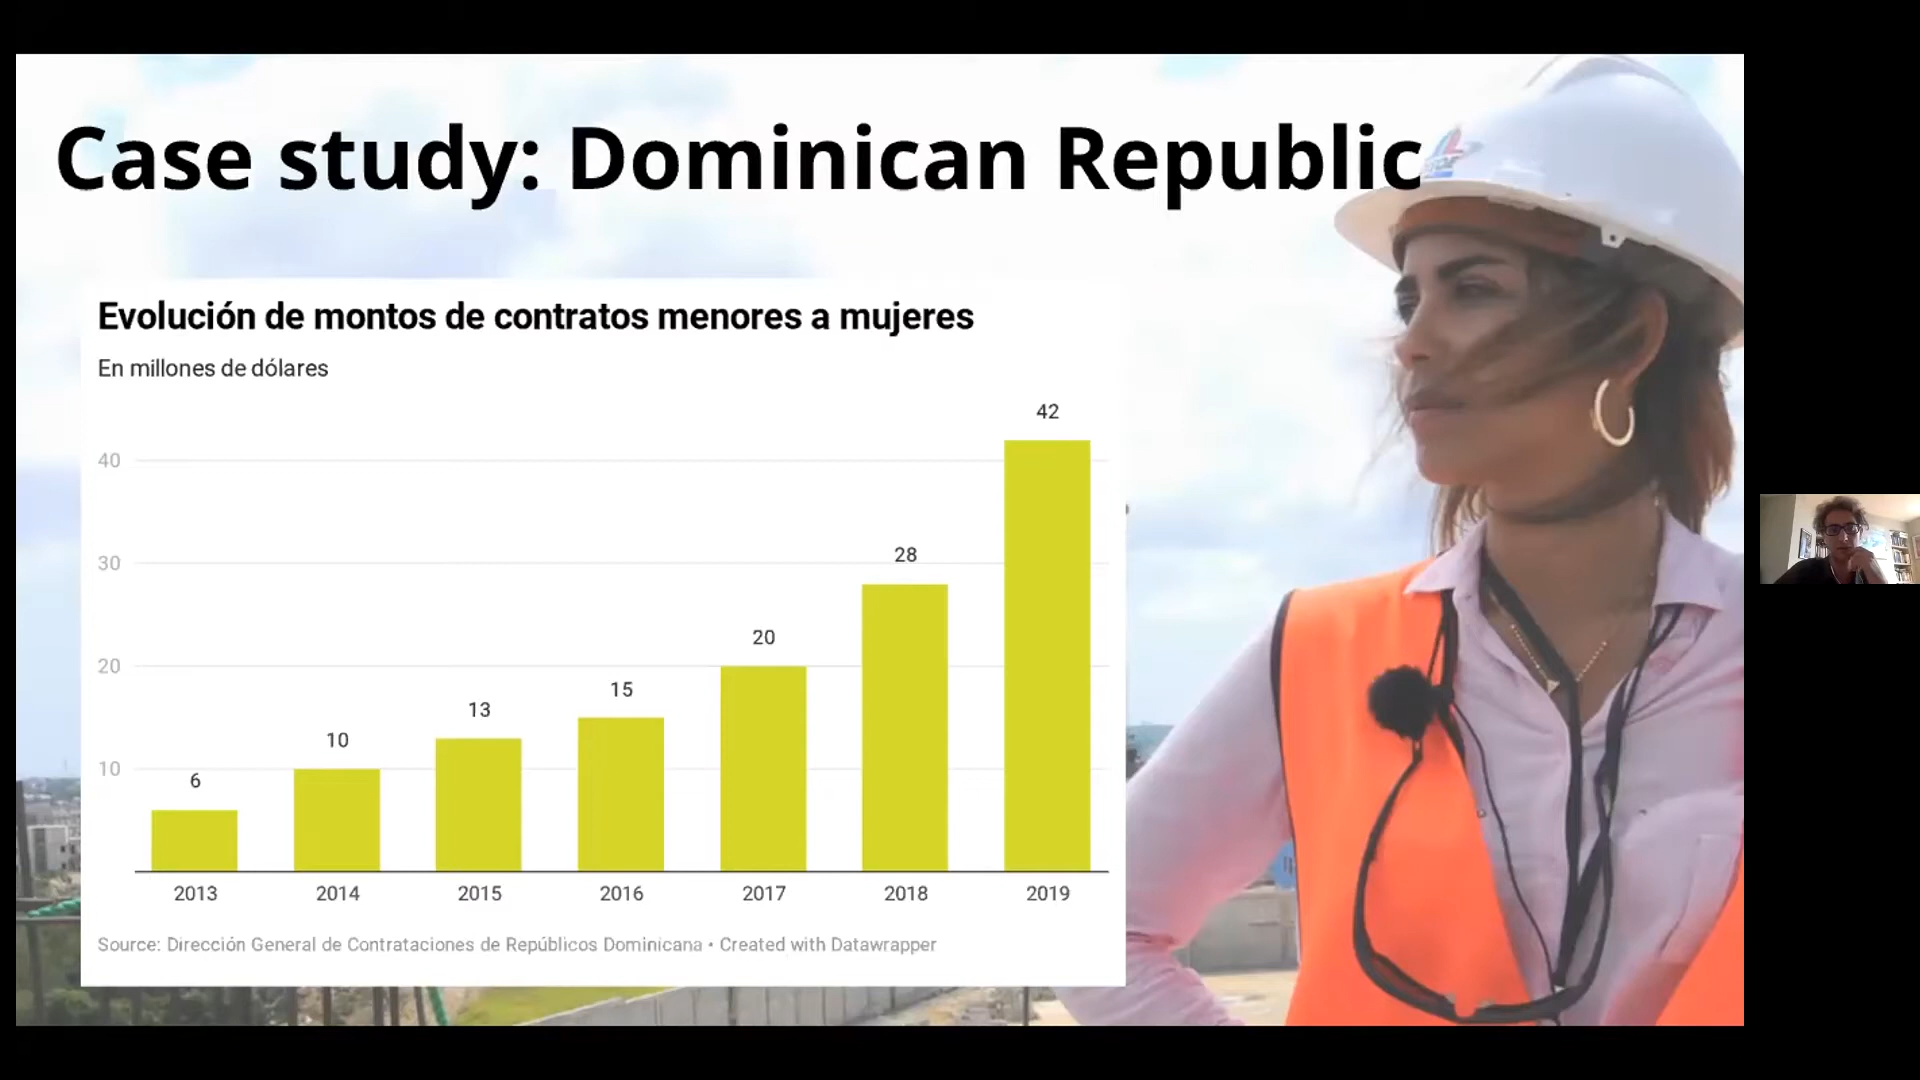 Case study: Dominican Republic
Evolución de montos de contratos menores a mujeres
En millones de dólares
42
40
30
28
20
20
15
13
10
10
6
2013 2014 2015 2016 2017 2018 2019
Source: Dirección General de Contrataciones de Repúblicos Dominicana • Created with Datawrapper